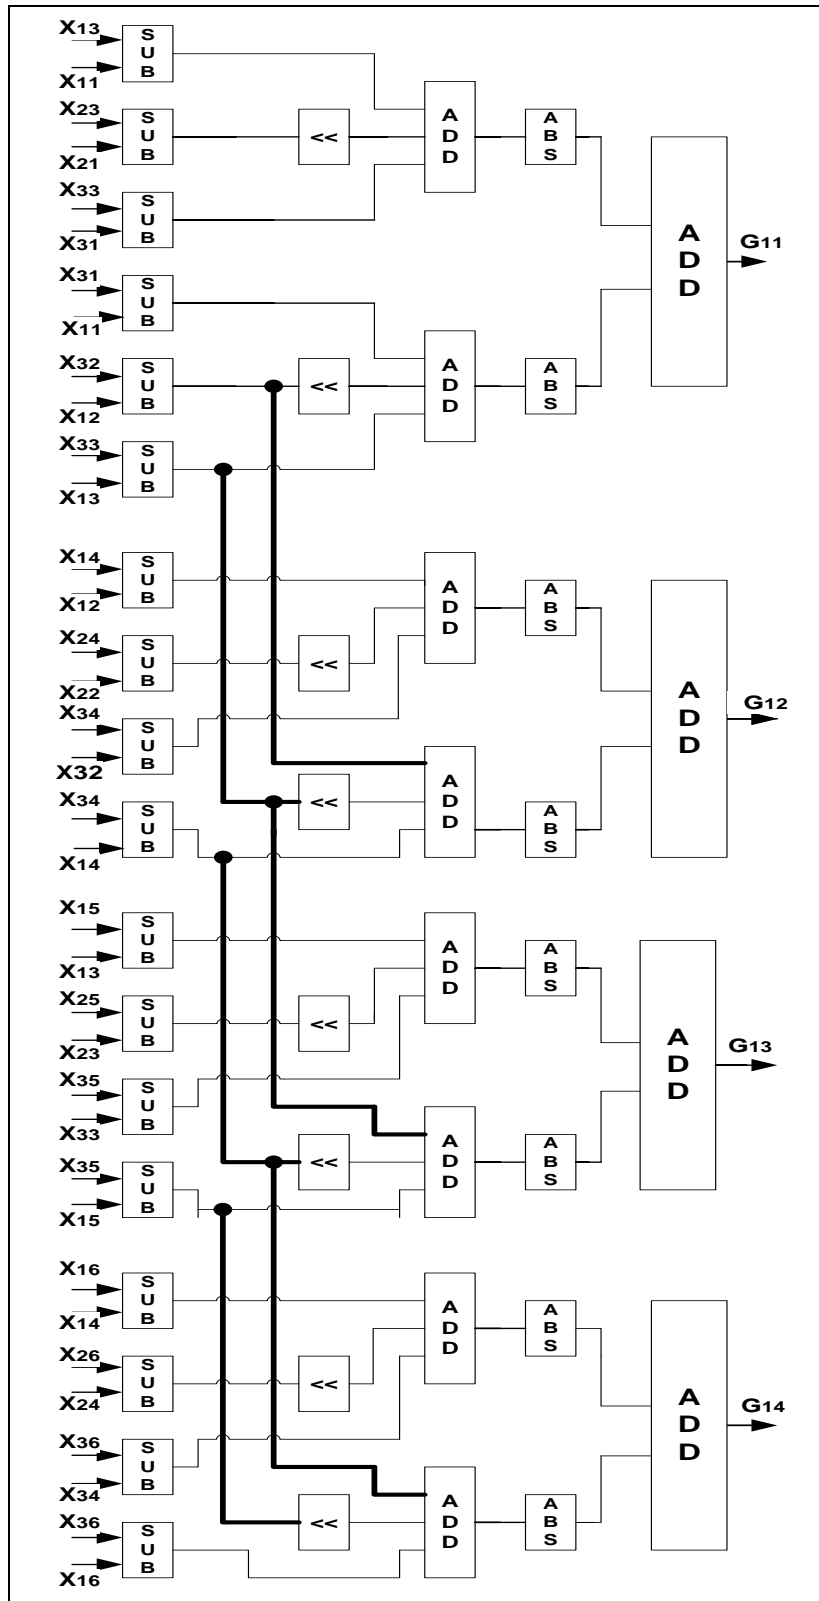 X13
SUB
X11
X23
SUB
<<
ADD
ABS
X21
X33
SUB
X31
ADD
G11
X31
SUB
X11
X32
SUB
<<
ADD
ABS
X12
X33
SUB
X13
X14
SUB
X12
ADD
ABS
X24
SUB
<<
X22
X34
SUB
X32
ADD
G12
X34
SUB
X14
<<
ADD
ABS
X15
SUB
X13
ADD
ABS
X25
SUB
<<
X23
X35
SUB
X33
ADD
G13
X35
SUB
X15
<<
ADD
ABS
X16
SUB
X14
ADD
ABS
X26
SUB
<<
X24
X36
SUB
X34
ADD
G14
X36
SUB
X16
<<
ADD
ABS